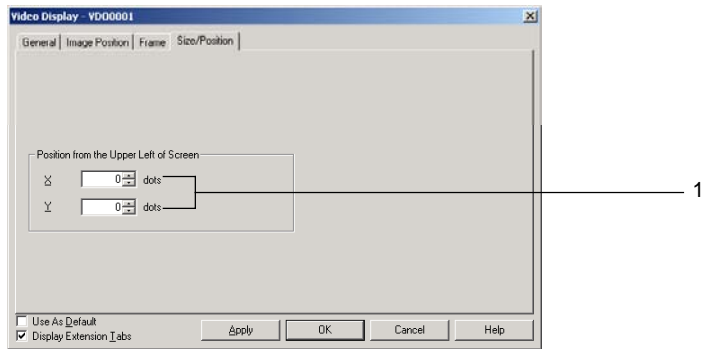 Video Display - VD00001
General Image Position Frame Size/Position
Position from the Upper Left of Screen
X 0 dots
Y 0 dots
1
Use As Default
Display Extension Tabs
Apply OK Cancel Help